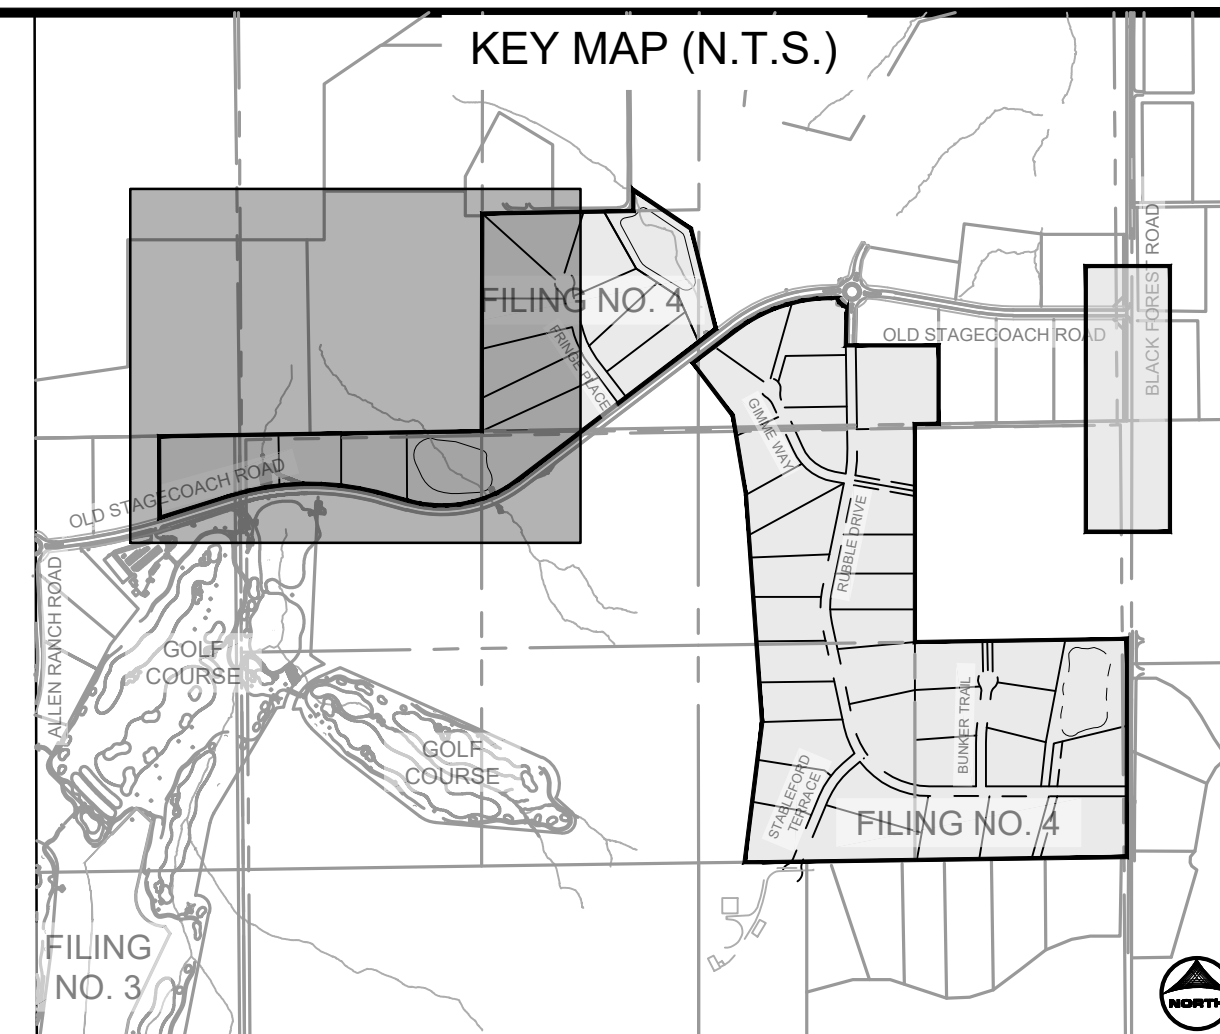 KEY MAP (N.T.S.)
BLACK FOREST ROAD
FILING NO. 4
OLD STAGECOACH ROAD
FRINGE PLACE
GIMME WAY
OLD STAGECOACH ROAD
RUBBLE DRIVE
ALLEN RANCH ROAD
GOLF
COURSE
BUNKER TRAIL
GOLF
COURSE
STABLEFORD
TERRACE
FILING NO. 4
FILING
NO. 3
NORTH